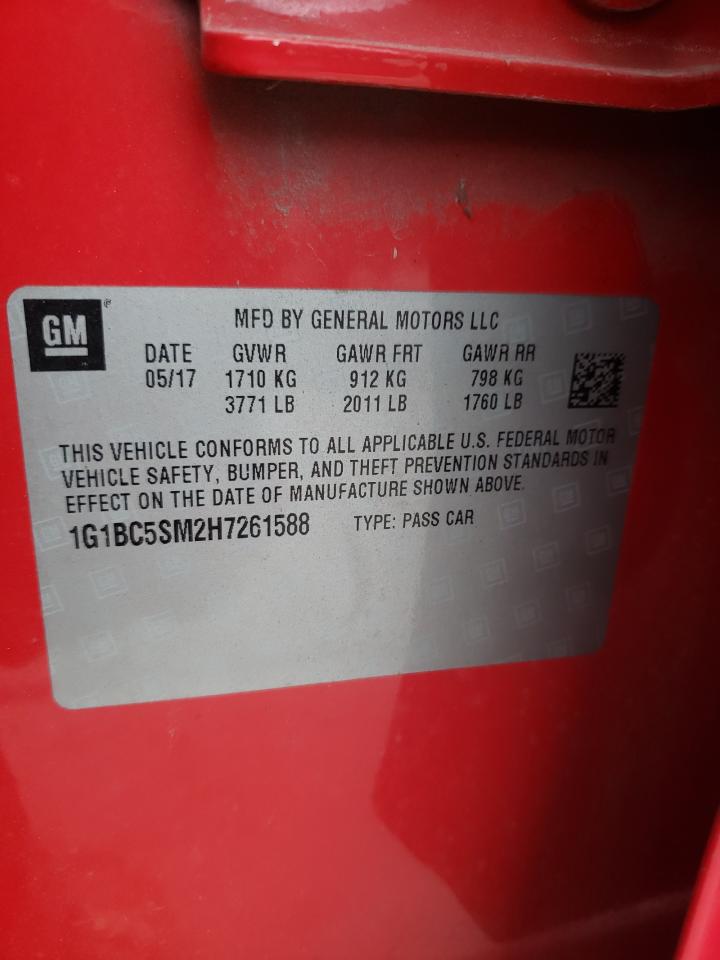 GM
MFD BY GENERAL MOTORS LLC
DATE GVWR GAWR FRT GAWR RR
05/17 1710 KG 912 KG 798 KG
3771 LB 2011 LB 1760 LB
THIS VEHICLE CONFORMS TO ALL APPLICABLE U.S. FEDERAL MOTOR
VEHICLE SAFETY, BUMPER, AND THEFT PREVENTION STANDARDS IN
EFFECT ON THE DATE OF MANUFACTURE SHOWN ABOVE.
1G1BC5SM2H7261588 TYPE: PASS CAR